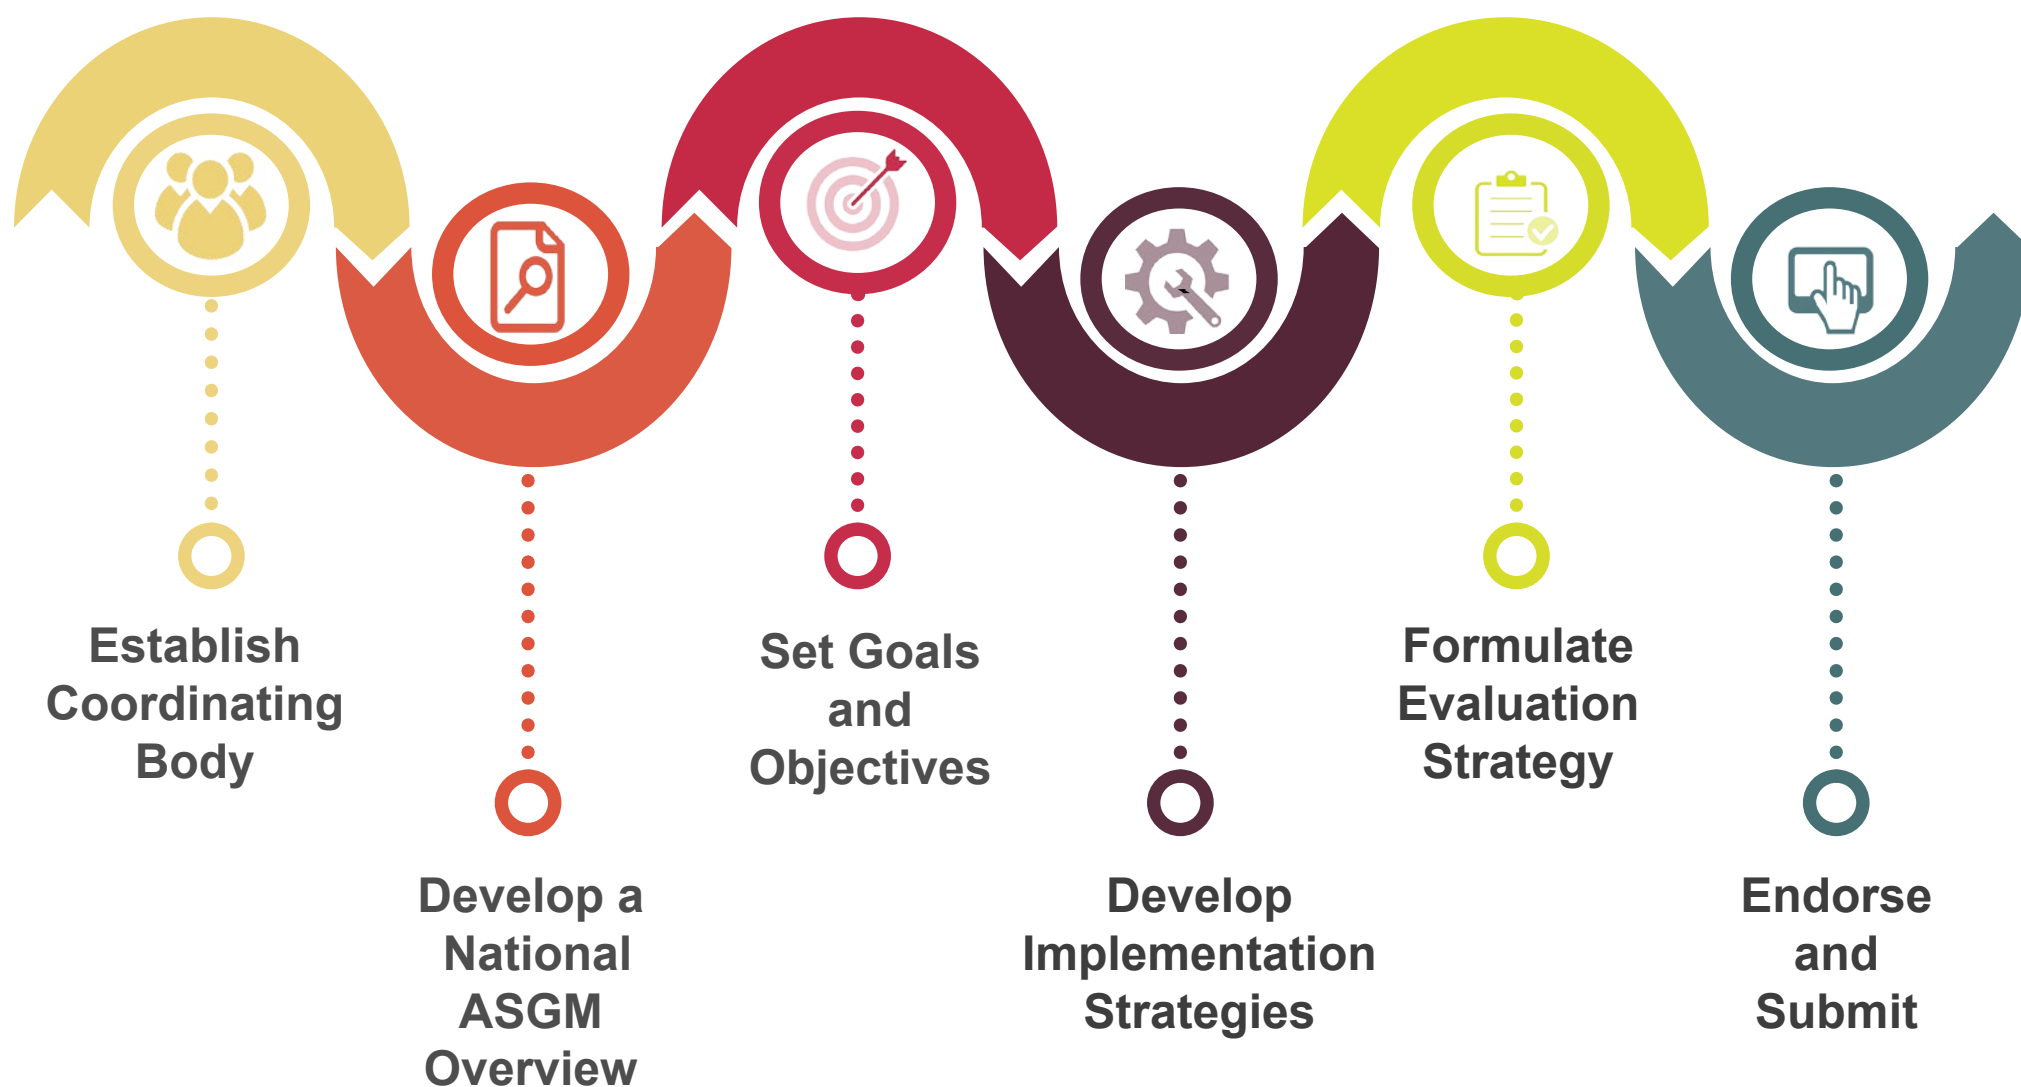 Establish
Coordinating
Body
Develop a
National
ASGM
Overview
Set Goals
and
Objectives
Develop
Implementation
Strategies
Formulate
Evaluation
Strategy
Endorse
and
Submit